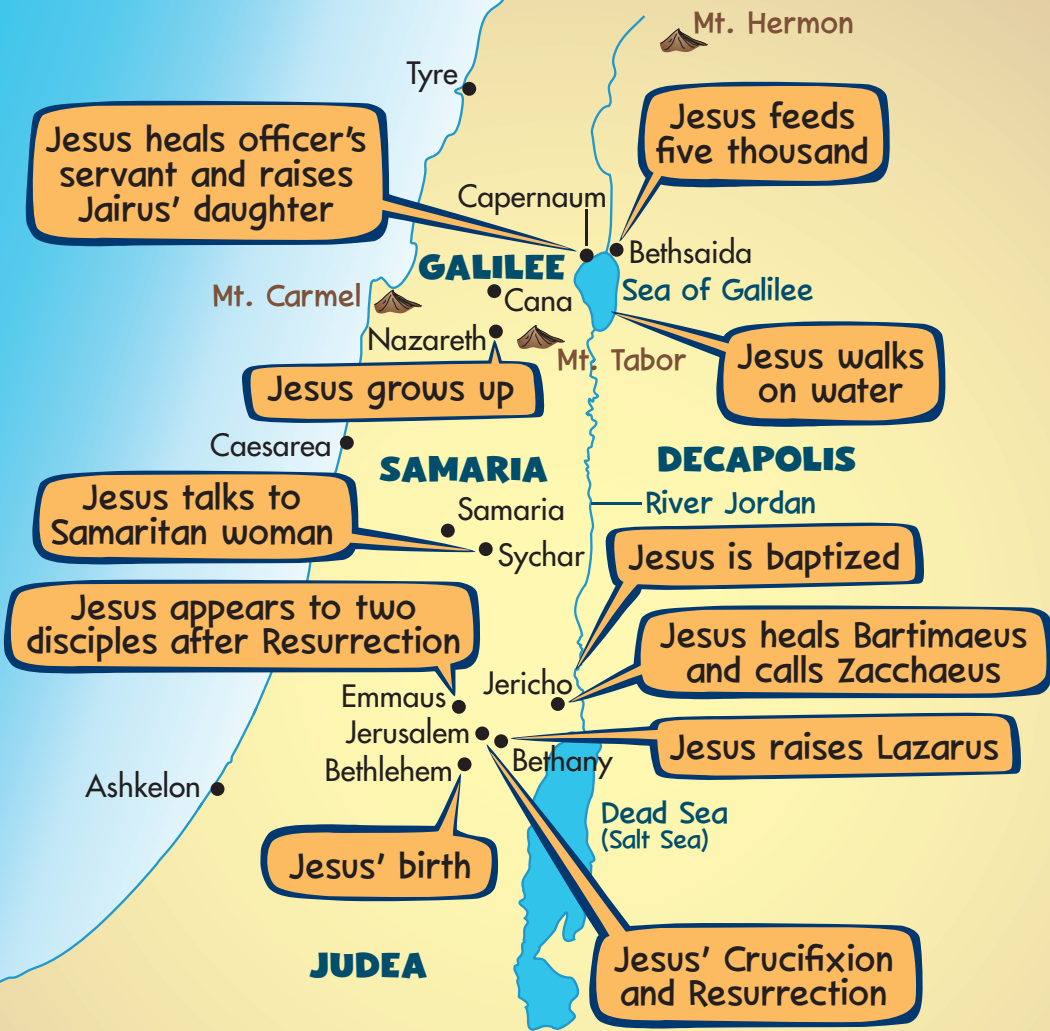 Mt. Hermon
Tyre
Jesus feeds
five thousand
Jesus heals officer's
servant and raises
Jairus' daughter
Capernaum
Bethsaida
GALILEE
Sea of Galilee
Mt. Carmel
Cana
Nazareth
Mt. Tabor
Jesus walks
on water
Jesus grows up
Caesarea
SAMARIA
DECAPOLIS
Jesus talks to
Samaritan woman
Samaria
River Jordan
Sychar
Jesus is baptized
Jesus appears to two
disciples after Resurrection
Jesus heals Bartimaeus
and calls Zacchaeus
Emmaus
Jericho
Jerusalem
Bethany
Jesus raises Lazarus
Bethlehem
Ashkelon
Dead Sea
(Salt Sea)
Jesus' birth
JUDEA
Jesus' Crucifixion
and Resurrection